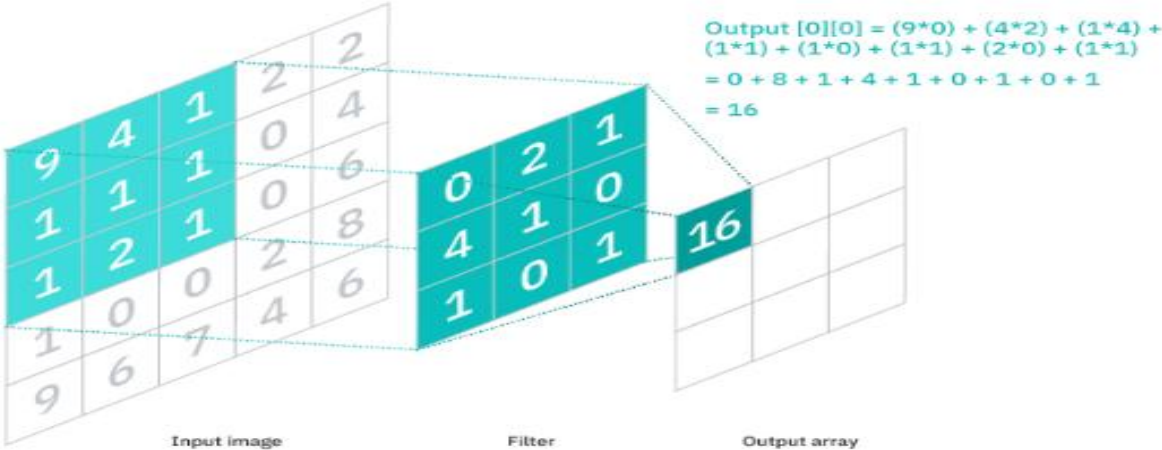 Output [0][0] = (9*0) + (4*2) + (1*4) +
(1*1) + (1*0) + (1*1) + (2*0) + (1*1)
= 0 + 8 + 1 + 4 + 1 + 0 + 1 + 0 + 1
= 16
9 4 1 2 2
1 1 1 0 4
1 2 1 0 6
1 0 0 2 8
9 6 7 4 6
0 2 1
4 1 0
1 0 1
16
Input image
Filter
Output array